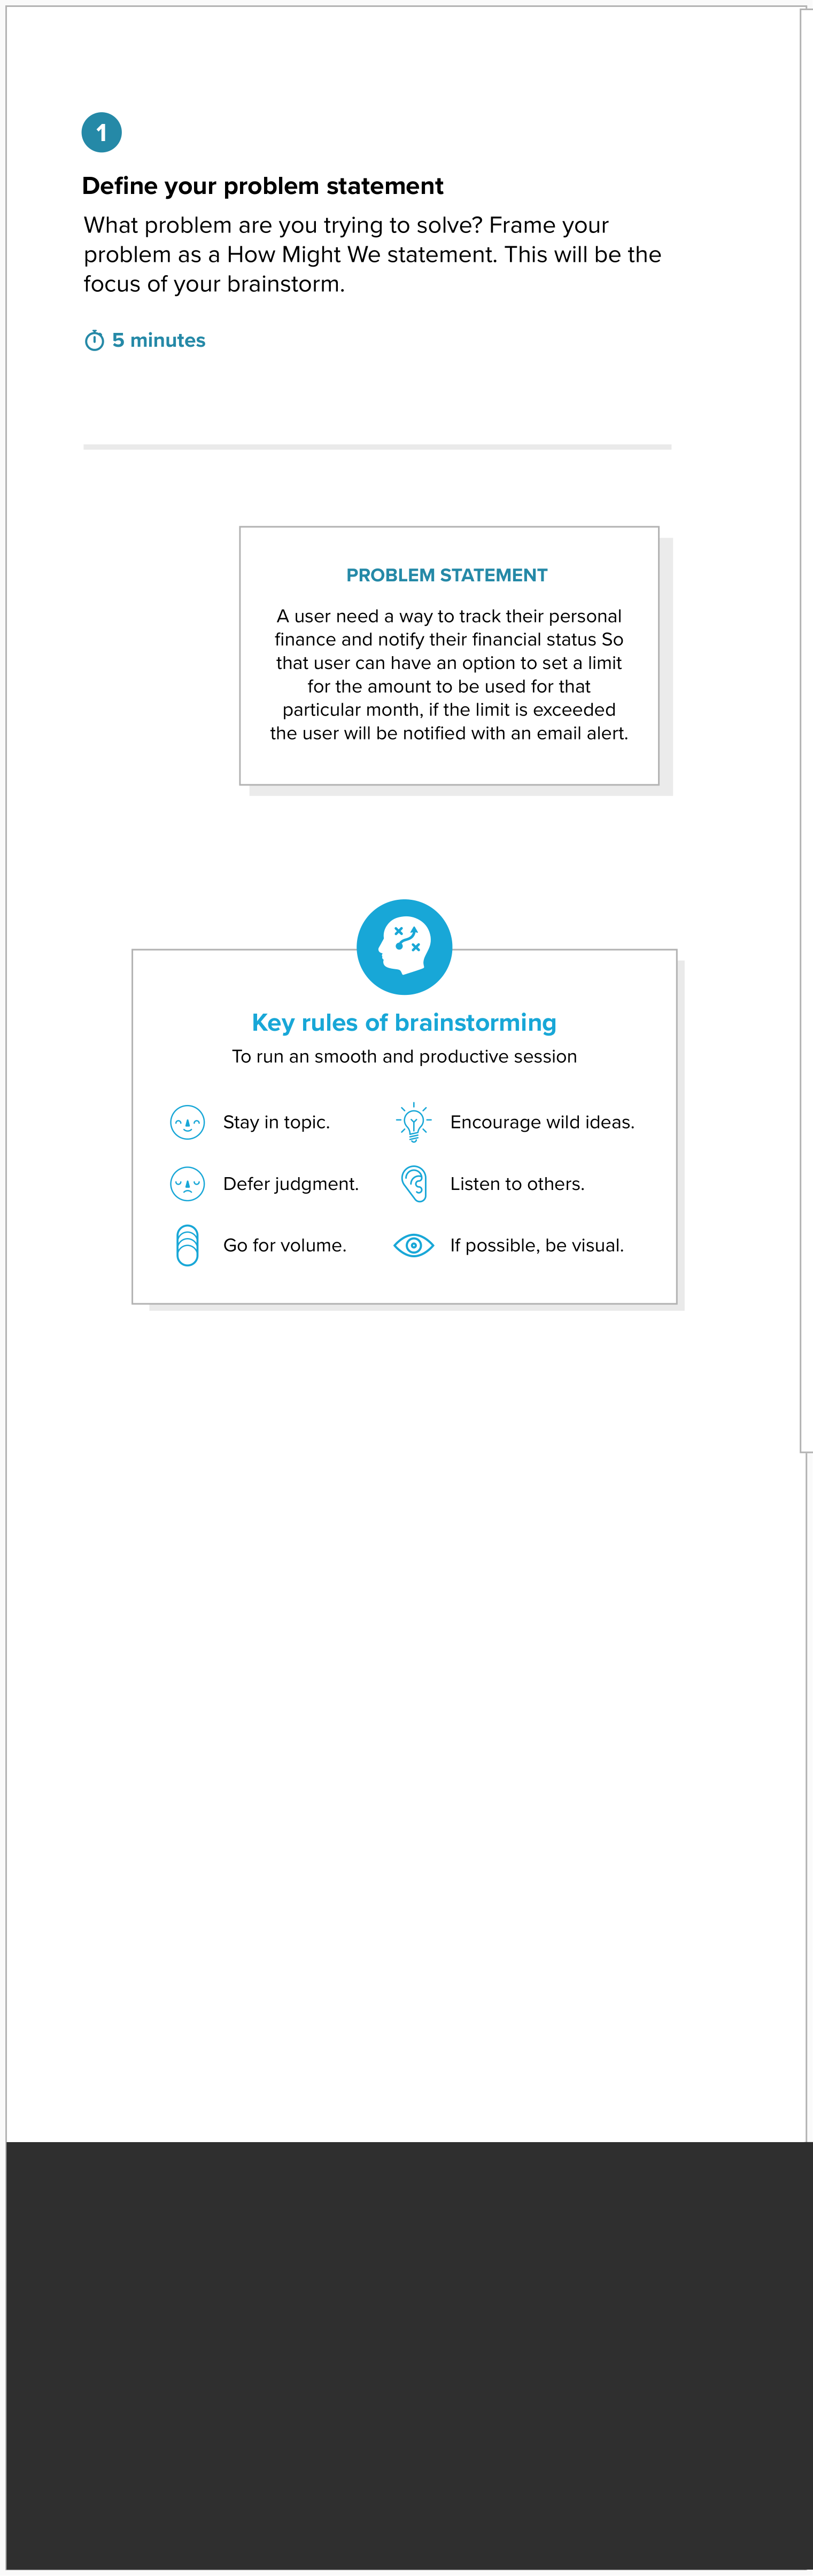 1
Define your problem statement
What problem are you trying to solve? Frame your
problem as a How Might We statement. This will be the
focus of your brainstorm.
5 minutes
PROBLEM STATEMENT
A user need a way to track their personal
finance and notify their financial status So
that user can have an option to set a limit
for the amount to be used for that
particular month, if the limit is exceeded
the user will be notified with an email alert.
Key rules of brainstorming
To run an smooth and productive session
Stay in topic.
Encourage wild ideas.
Defer judgment.
Listen to others.
Go for volume.
If possible, be visual.